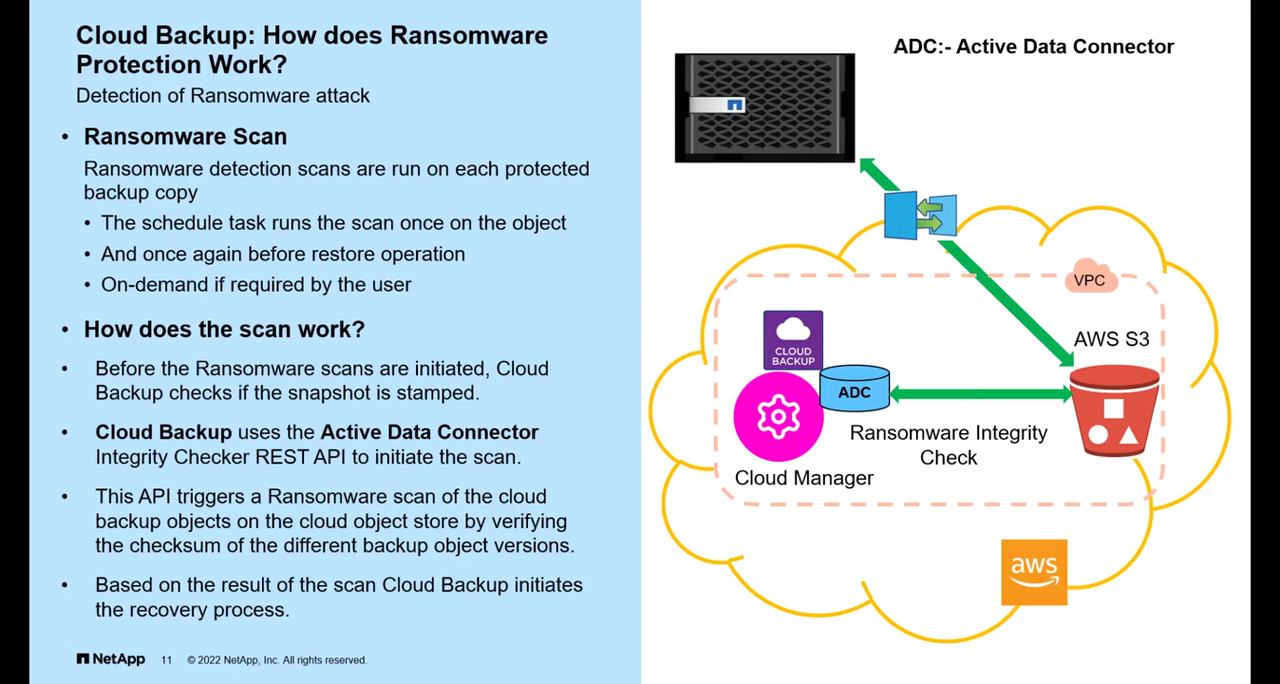 Cloud Backup: How does Ransomware
Protection Work?
Detection of Ransomware attack
• Ransomware Scan
Ransomware detection scans are run on each protected
backup copy
• The schedule task runs the scan once on the object
• And once again before restore operation
• On-demand if required by the user
• How does the scan work?
• Before the Ransomware scans are initiated, Cloud
Backup checks if the snapshot is stamped.
• Cloud Backup uses the Active Data Connector
Integrity Checker REST API to initiate the scan.
• This API triggers a Ransomware scan of the cloud
backup objects on the cloud object store by verifying
the checksum of the different backup object versions.
• Based on the result of the scan Cloud Backup initiates
the recovery process.
NetApp 11 © 2022 NetApp, Inc. All rights reserved.
ADC:- Active Data Connector
VPC
AWS S3
CLOUD
BACKUP
ADC
Ransomware Integrity
Check
Cloud Manager
aws